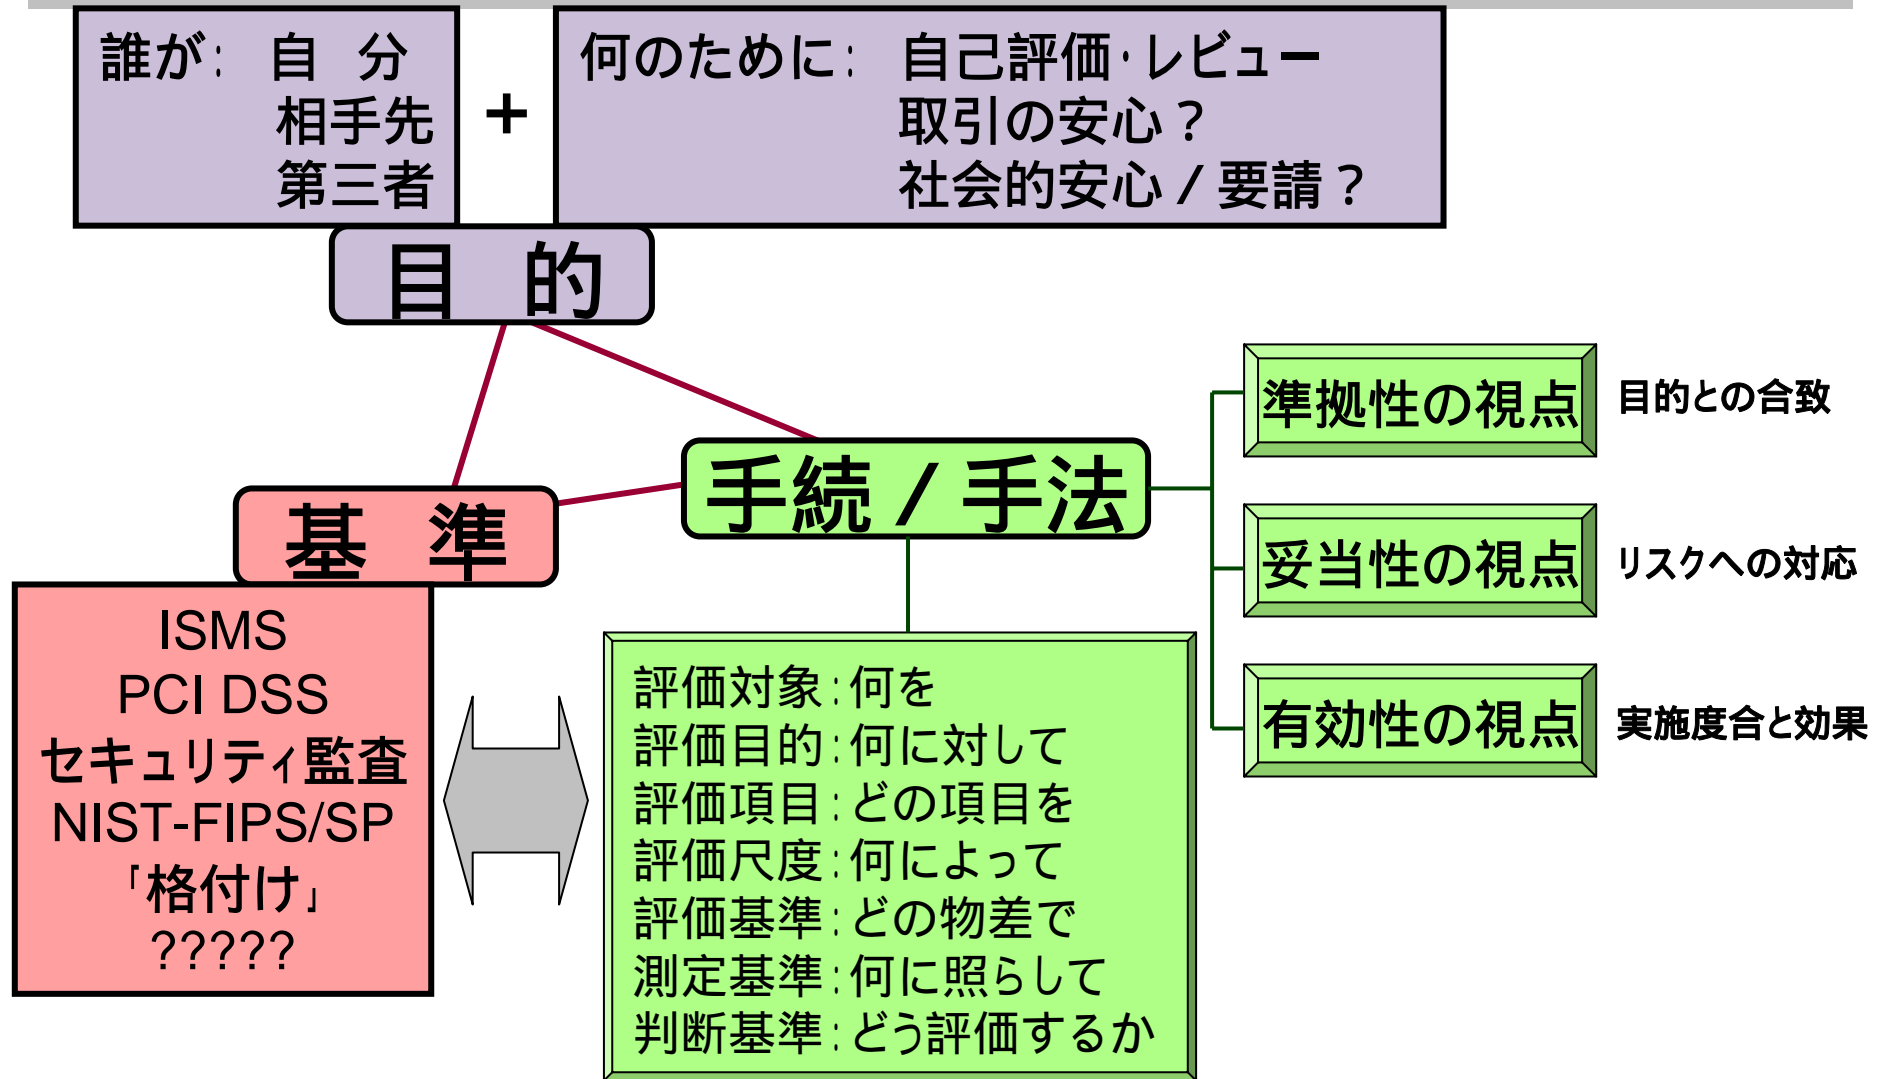 誰が： 自　分
相手先
第三者
＋
何のために： 自己評価・レビュー
取引の安心？
社会的安心／要請？
目　的
基　準
ISMS
PCI DSS
セキュリティ監査
NIST-FIPS/SP
「格付け」
?????
手続／手法
評価対象：何を
評価目的：何に対して
評価項目：どの項目を
評価尺度：何によって
評価基準：どの物差で
測定基準：何に照らして
判断基準：どう評価するか
準拠性の視点
目的との合致
妥当性の視点
リスクへの対応
有効性の視点
実施度合と効果